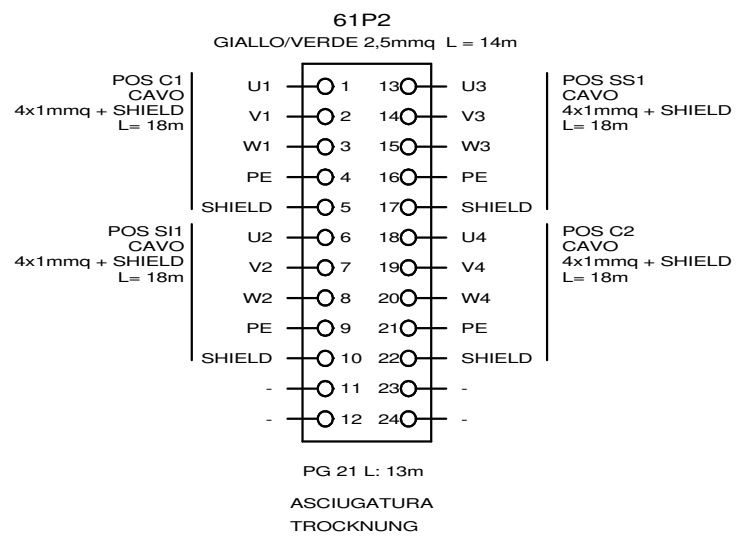 61P2
GIALLO/VERDE 2,5mmq L = 14m
POS C1
CAVO
4x1mmq + SHIELD
L= 18m
U1 1 13 U3
V1 2 14 V3
W1 3 15 W3
PE 4 16 PE
SHIELD 5 17 SHIELD
POS SS1
CAVO
4x1mmq + SHIELD
L= 18m
POS SI1
CAVO
4x1mmq + SHIELD
L= 18m
U2 6 18 U4
V2 7 19 V4
W2 8 20 W4
PE 9 21 PE
SHIELD 10 22 SHIELD
POS C2
CAVO
4x1mmq + SHIELD
L= 18m
- 11 23 -
- 12 24 -
PG 21 L: 13m
ASCIUGATURA
TROCKNUNG